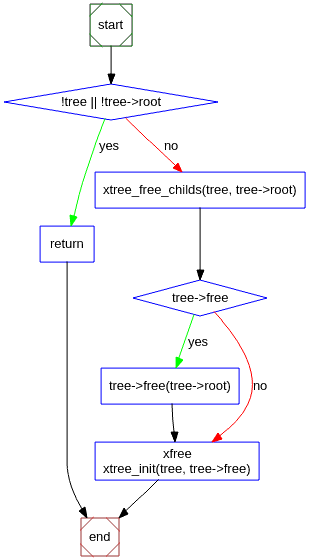 start
!tree || !tree->root
yes
no
xtree_free_childs(tree, tree->root)
return
tree->free
yes
tree->free(tree->root)
no
xfree
xtree_init(tree, tree->free)
end